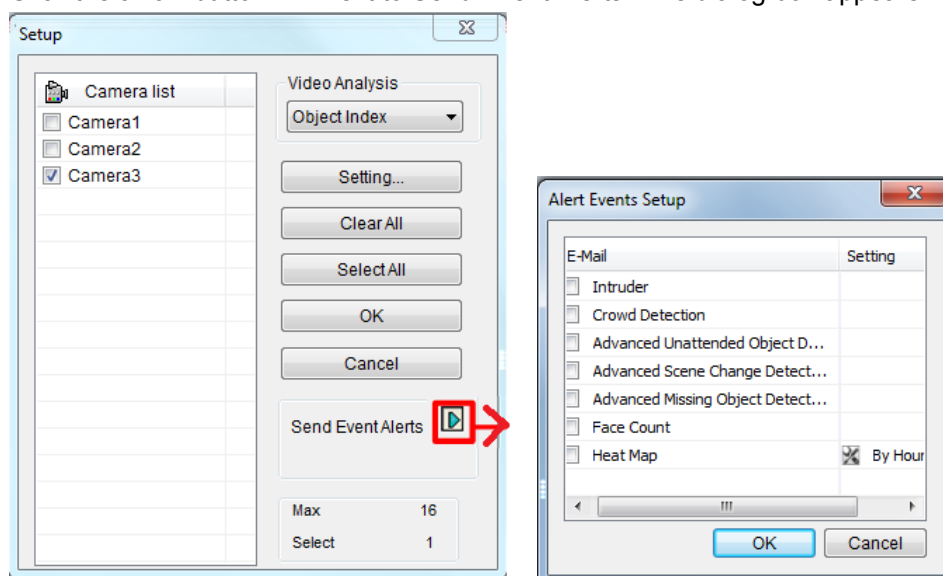 Setup
Camera list
Camera1
Camera2
Camera3
Video Analysis
Object Index
Setting...
Clear All
Select All
OK
Cancel
Send Event Alerts
Max 16
Select 1
Alert Events Setup
E-Mail Setting
Intruder
Crowd Detection
Advanced Unattended Object D...
Advanced Scene Change Detect...
Advanced Missing Object Detect...
Face Count
Heat Map By Hour
OK Cancel